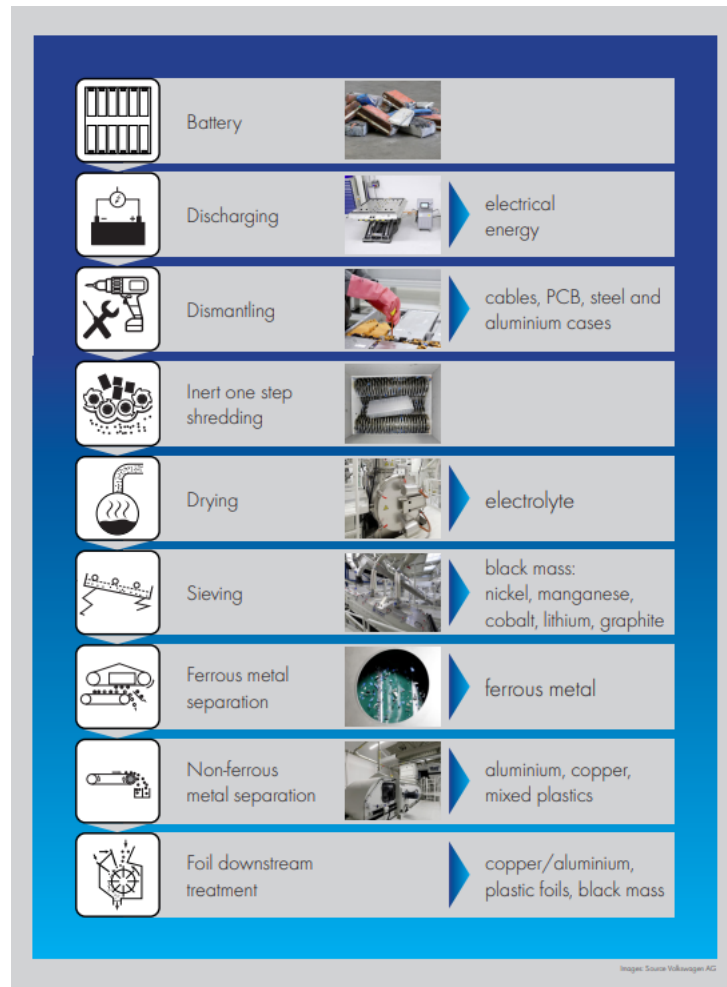 Battery
Discharging
electrical
energy
Dismantling
cables, PCB, steel and
aluminium cases
Inert one step
shredding
Drying
electrolyte
Sieving
black mass:
nickel, manganese,
cobalt, lithium, graphite
Ferrous metal
separation
ferrous metal
Non-ferrous
metal separation
aluminium, copper,
mixed plastics
Foil downstream
treatment
copper/aluminium,
plastic foils, black mass
Images: Source Volkswagen AG